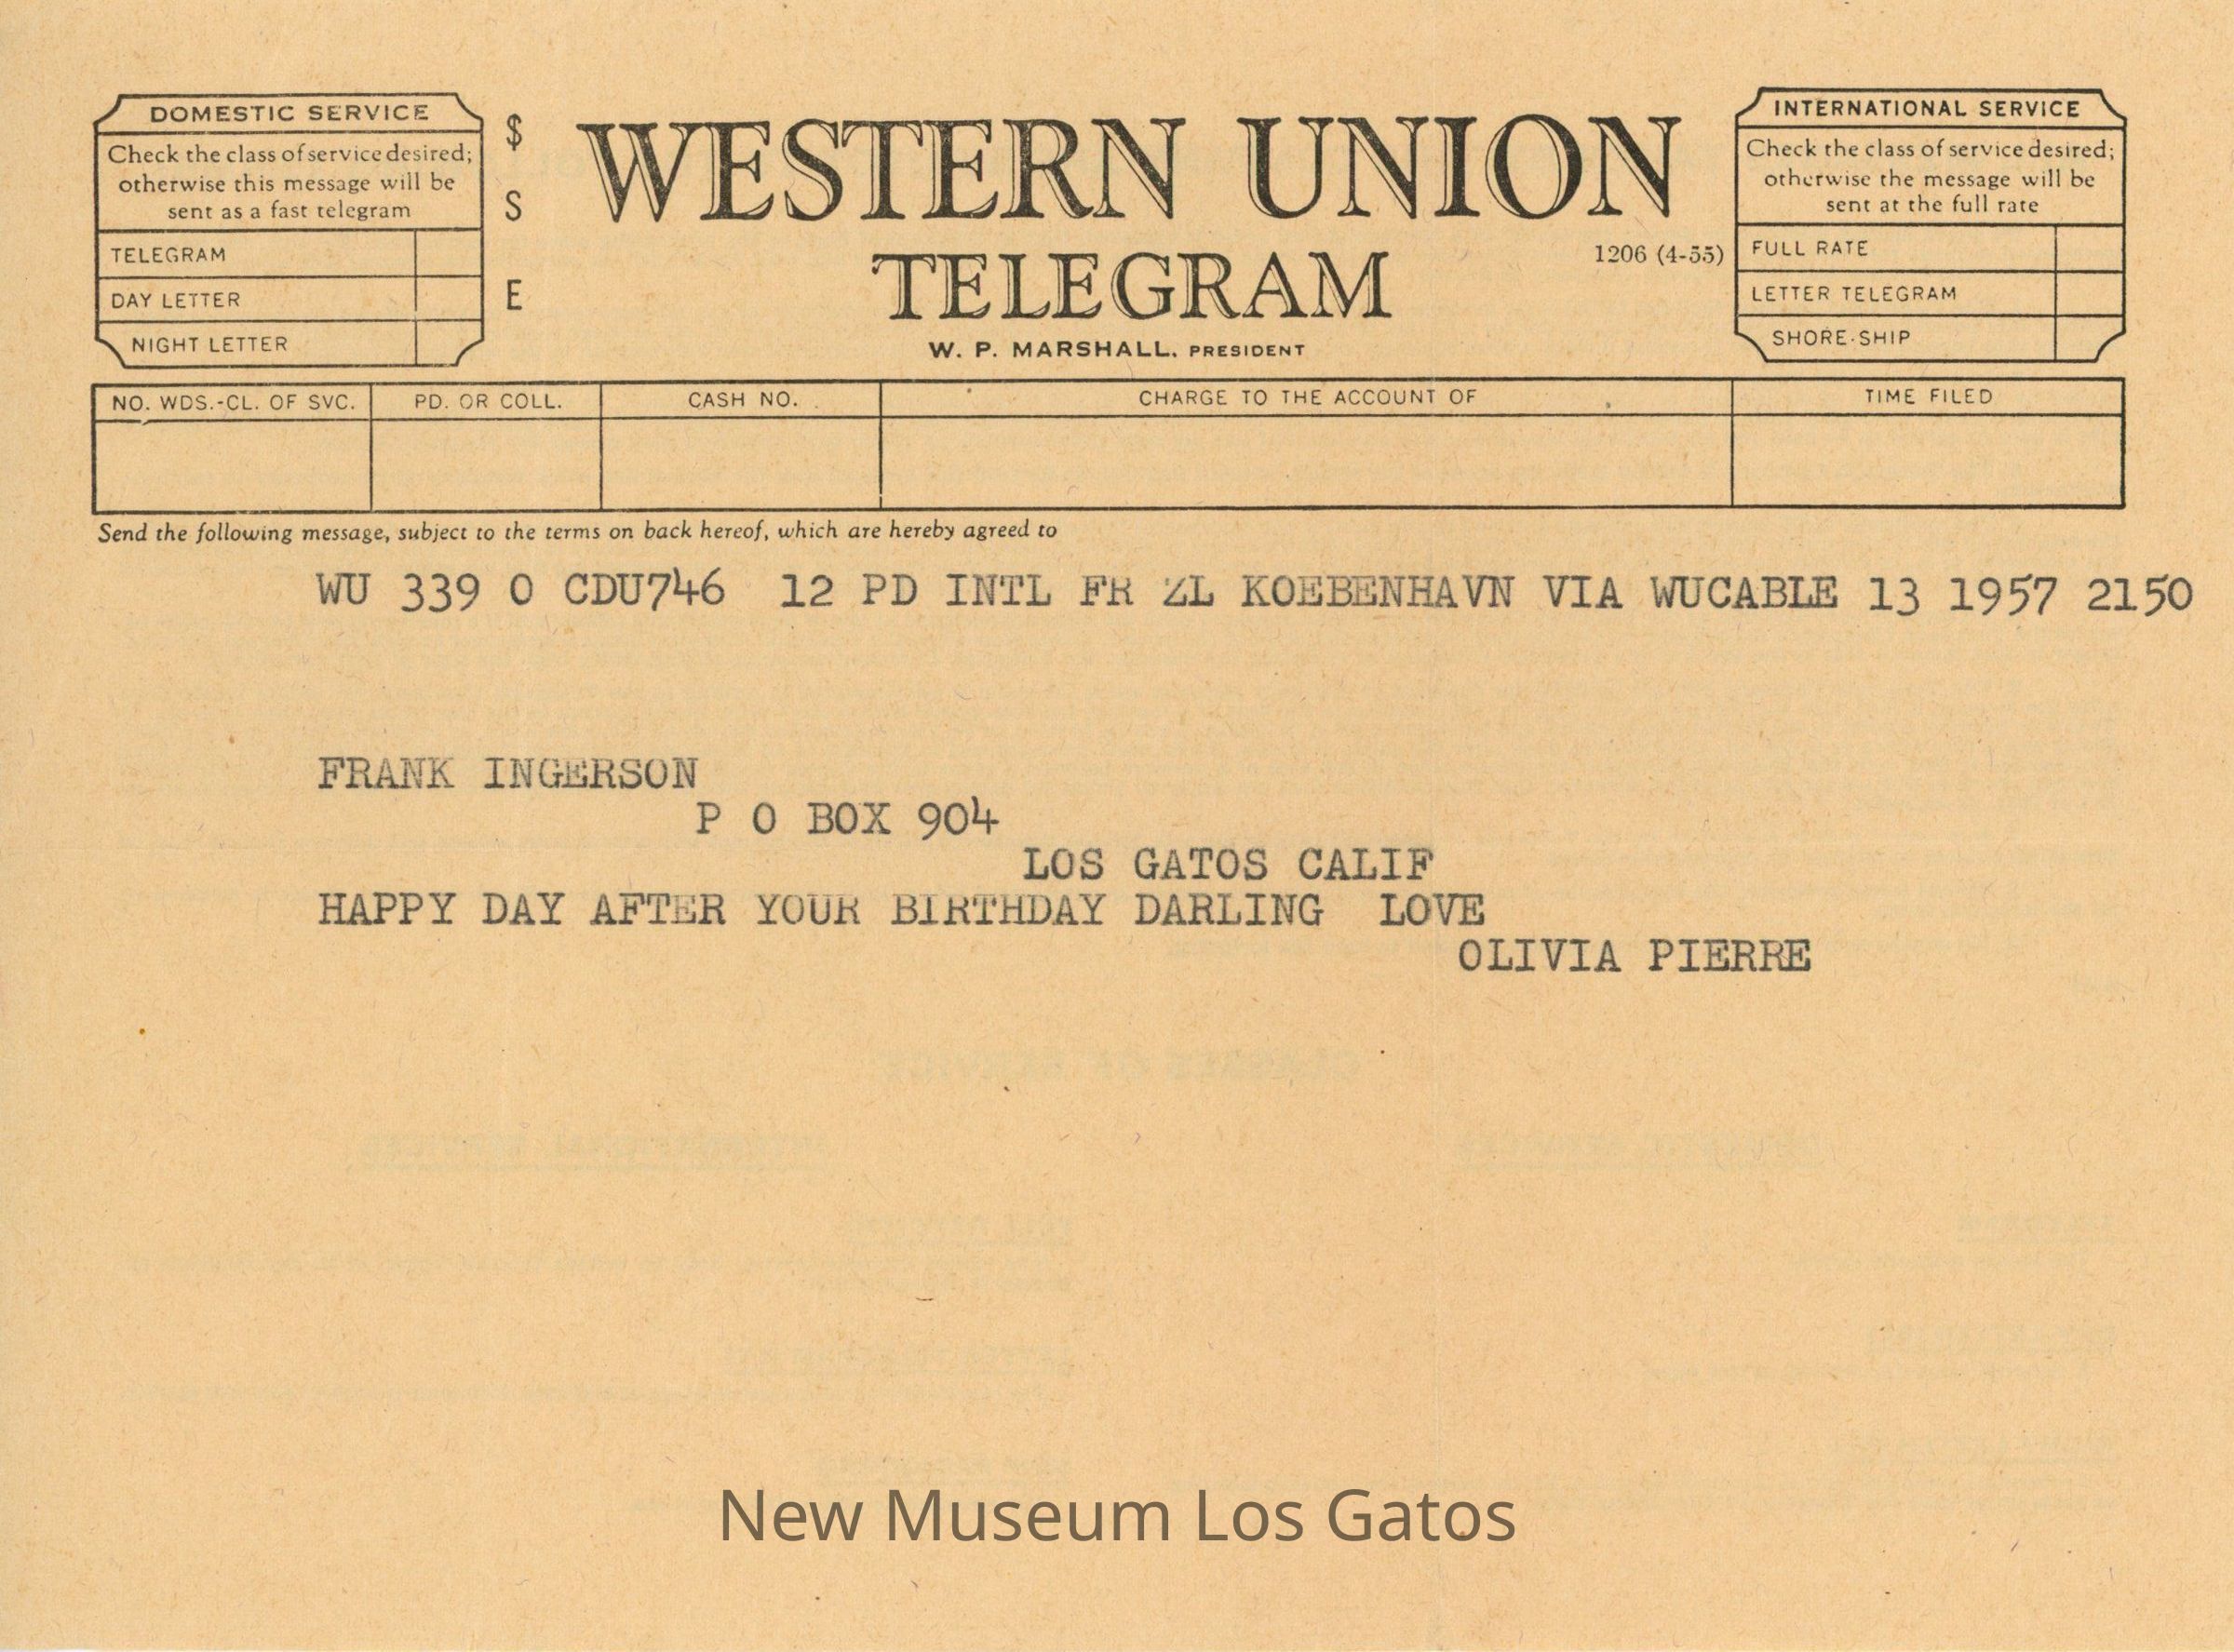 DOMESTIC SERVICE
Check the class of service desired;
otherwise this message will be
sent as a fast telegram
TELEGRAM
DAY LETTER
NIGHT LETTER
$
S
E
WESTERN UNION
TELEGRAM
1206 (4-55)
W. P. MARSHALL, PRESIDENT
INTERNATIONAL SERVICE
Check the class of service desired;
otherwise the message will be
sent at the full rate
FULL RATE
LETTER TELEGRAM
SHORE-SHIP
NO. WDS.-CL. OF SVC. PD. OR COLL. CASH NO. CHARGE TO THE ACCOUNT OF TIME FILED
Send the following message, subject to the terms on back hereof, which are hereby agreed to
WU 339 O CDU746 12 PD INTL FR ZL KOEBENHAVN VIA WUCABLE 13 1957 2150
FRANK INGERSON
P O BOX 904
LOS GATOS CALIF
HAPPY DAY AFTER YOUR BIRTHDAY DARLING LOVE
OLIVIA PIERRE
New Museum Los Gatos